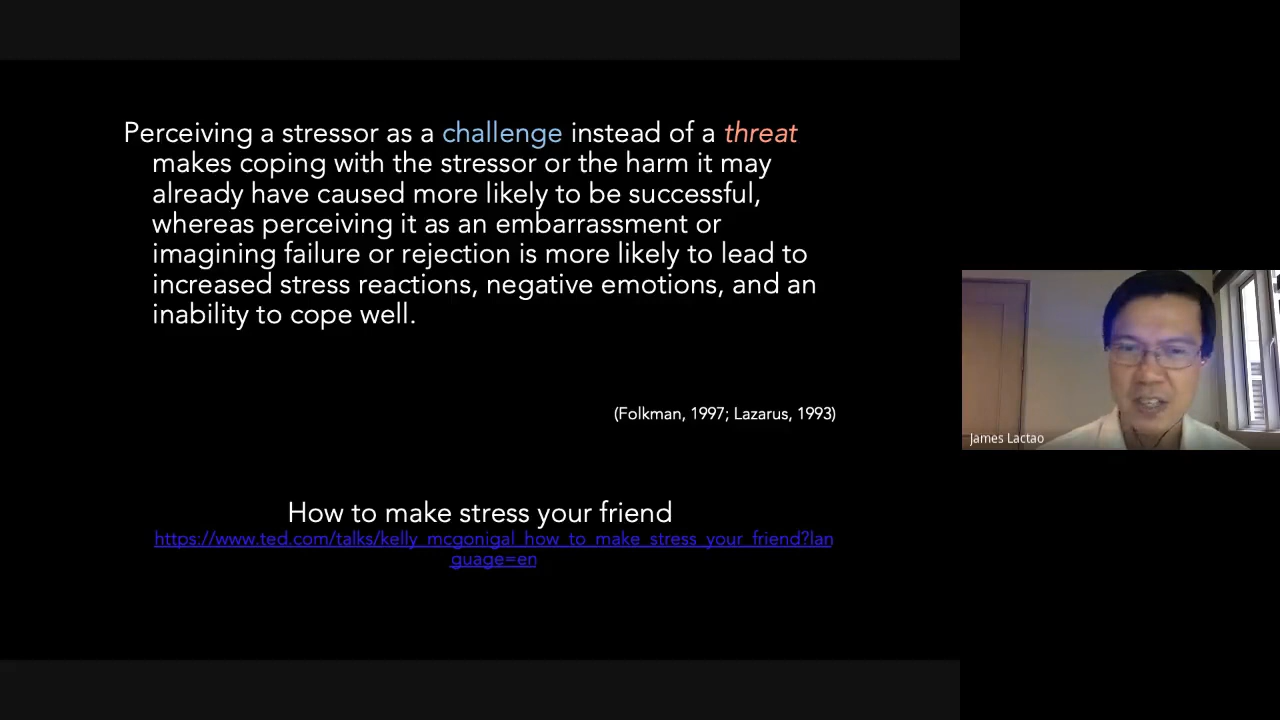 Perceiving a stressor as a challenge instead of a threat
makes coping with the stressor or the harm it may
already have caused more likely to be successful,
whereas perceiving it as an embarrassment or
imagining failure or rejection is more likely to lead to
increased stress reactions, negative emotions, and an
inability to cope well.
(Folkman, 1997; Lazarus, 1993)
How to make stress your friend
https://www.ted.com/talks/kelly_mcgonigal_how_to_make_stress_your_friend?lan
guage=en
James Lactao